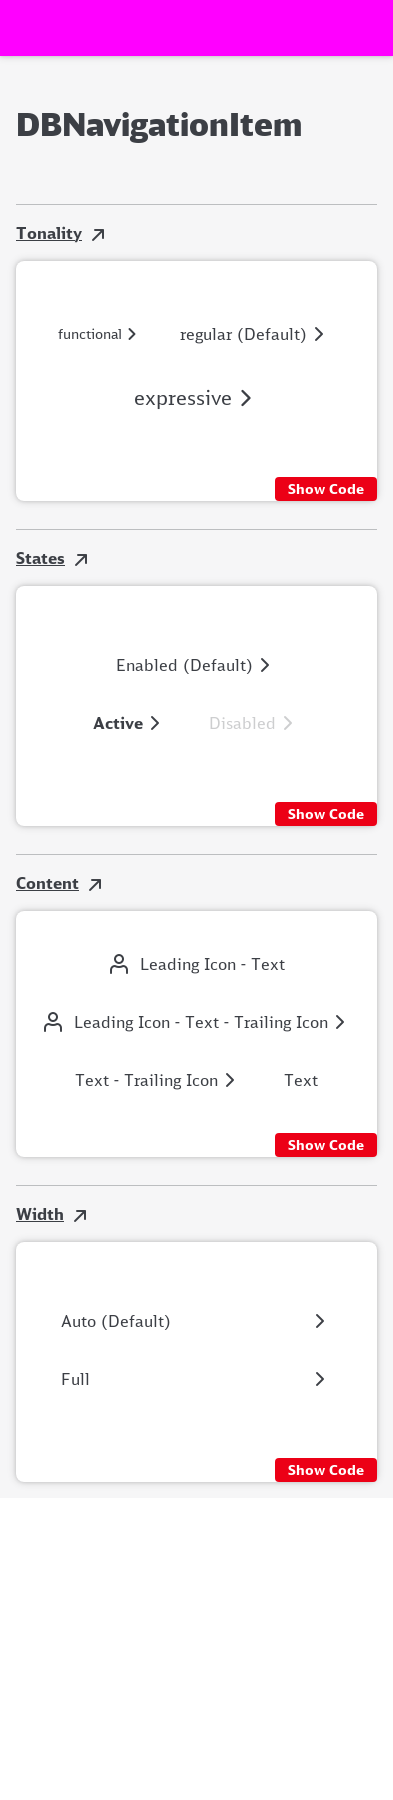 DBNavigationItem
Tonality
functional
regular (Default)
expressive
Show Code
States
Enabled (Default)
Active
Disabled
Show Code
Content
Leading Icon - Text
Leading Icon - Text - Trailing Icon
Text - Trailing Icon
Text
Show Code
Width
Auto (Default)
Full
Show Code